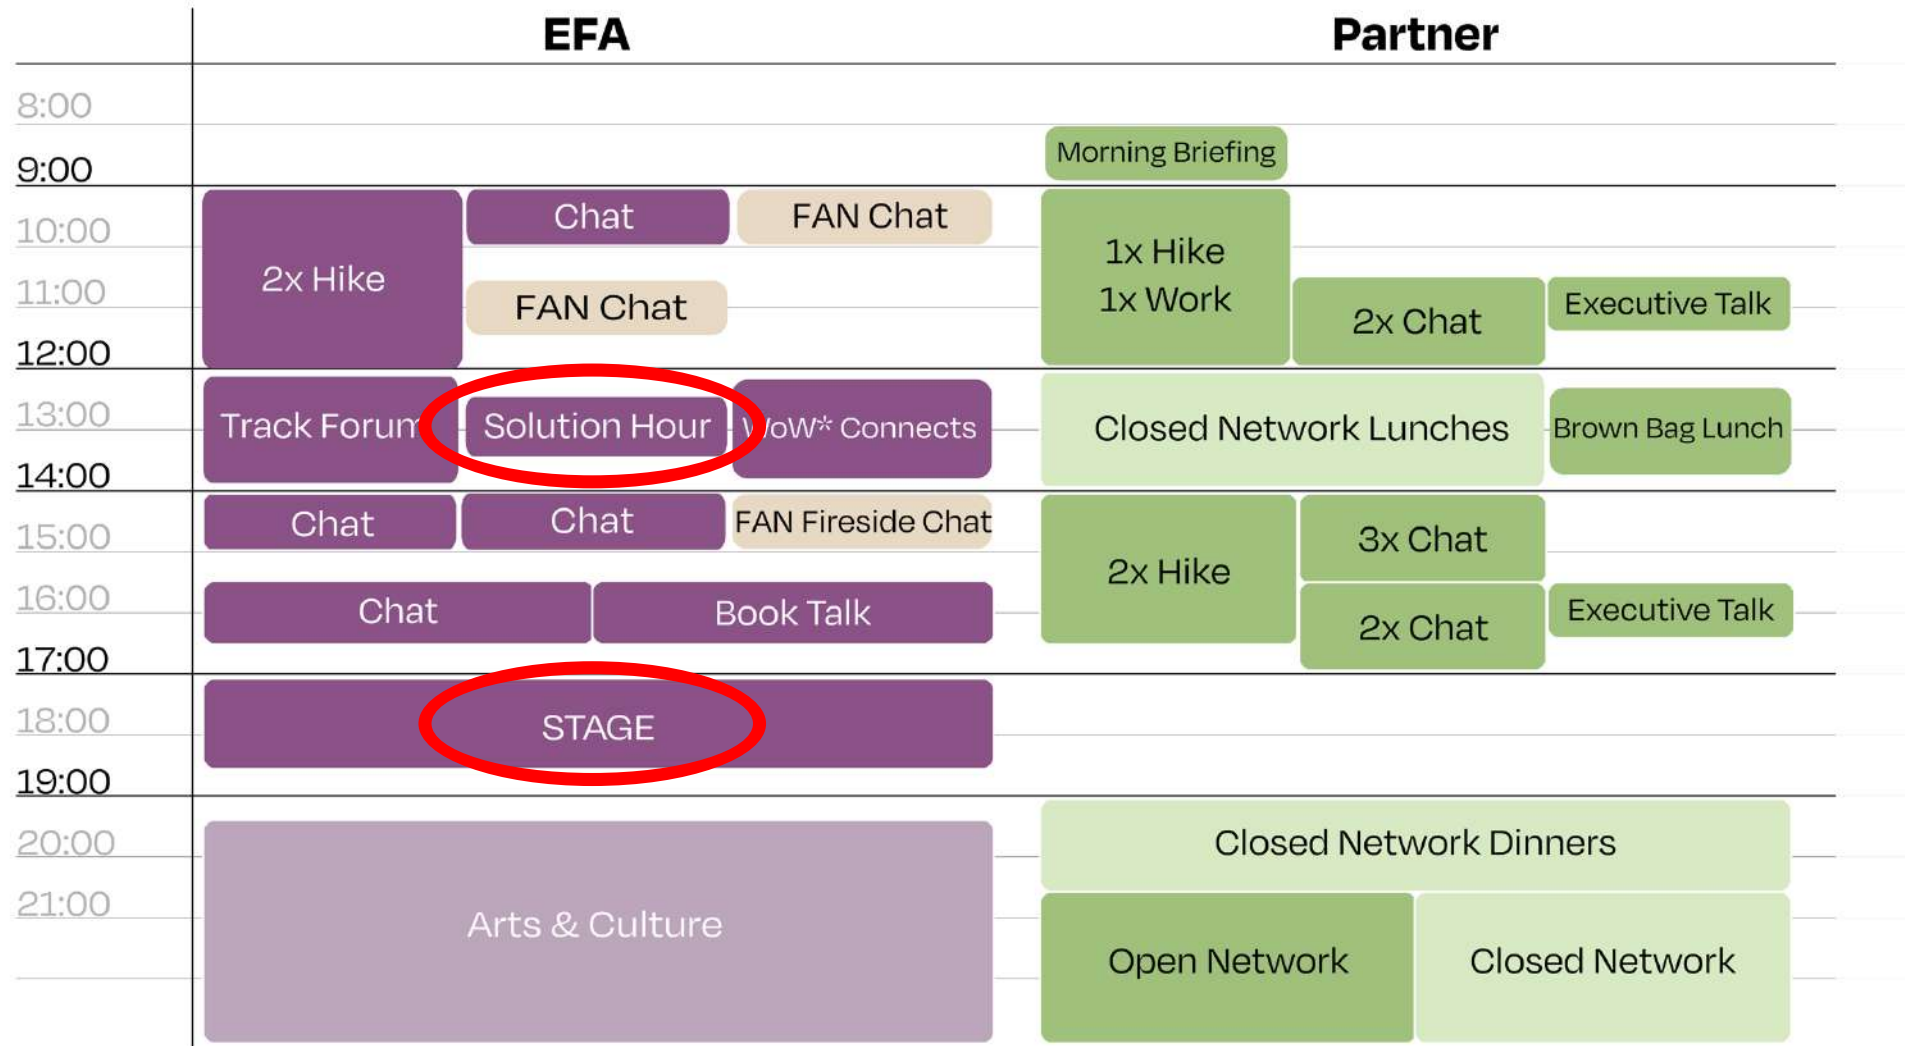 EFA
Partner
8:00
Morning Briefing
9:00
Chat
FAN Chat
10:00
2x Hike
1x Hike
1x Work
11:00
FAN Chat
2x Chat
Executive Talk
12:00
13:00
Track Forum
Solution Hour
WoW* Connects
Closed Network Lunches
Brown Bag Lunch
14:00
Chat
Chat
FAN Fireside Chat
15:00
3x Chat
2x Hike
16:00
Chat
Book Talk
2x Chat
Executive Talk
17:00
18:00
STAGE
19:00
20:00
Closed Network Dinners
21:00
Arts & Culture
Open Network
Closed Network